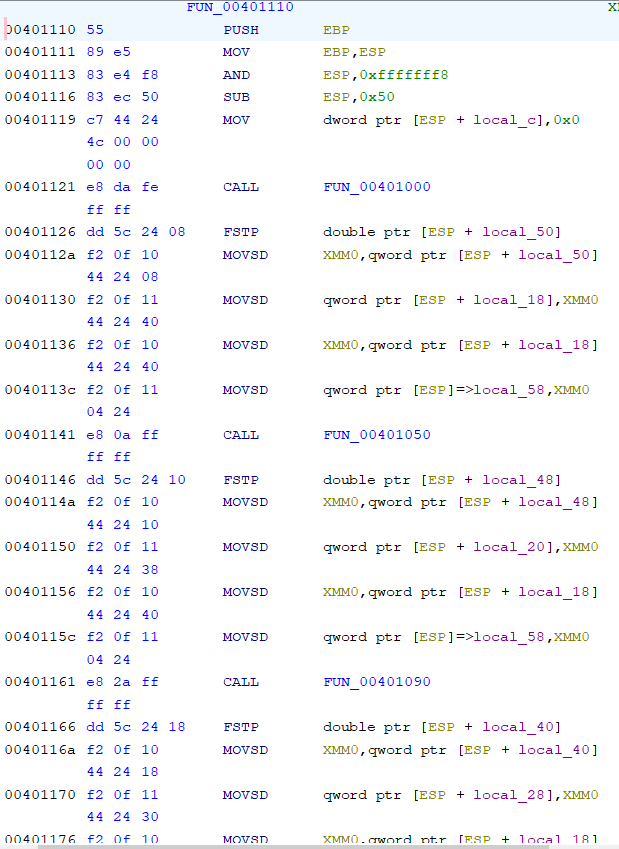 FUN_00401110
00401110 55 PUSH EBP
00401111 89 e5 MOV EBP,ESP
00401113 83 e4 f8 AND ESP,0xfffffff8
00401116 83 ec 50 SUB ESP,0x50
00401119 c7 44 24 MOV dword ptr [ESP + local_c],0x0
4c 00 00
00 00
00401121 e8 da fe CALL FUN_00401000
ff ff
00401126 dd 5c 24 08 FSTP double ptr [ESP + local_50]
0040112a f2 0f 10 MOVSD XMM0,qword ptr [ESP + local_50]
44 24 08
00401130 f2 0f 11 MOVSD qword ptr [ESP + local_18],XMM0
44 24 40
00401136 f2 0f 10 MOVSD XMM0,qword ptr [ESP + local_18]
44 24 40
0040113c f2 0f 11 MOVSD qword ptr [ESP]=>local_58,XMM0
04 24
00401141 e8 0a ff CALL FUN_00401050
ff ff
00401146 dd 5c 24 10 FSTP double ptr [ESP + local_48]
0040114a f2 0f 10 MOVSD XMM0,qword ptr [ESP + local_48]
44 24 10
00401150 f2 0f 11 MOVSD qword ptr [ESP + local_20],XMM0
44 24 38
00401156 f2 0f 10 MOVSD XMM0,qword ptr [ESP + local_18]
44 24 40
0040115c f2 0f 11 MOVSD qword ptr [ESP]=>local_58,XMM0
04 24
00401161 e8 2a ff CALL FUN_00401090
ff ff
00401166 dd 5c 24 18 FSTP double ptr [ESP + local_40]
0040116a f2 0f 10 MOVSD XMM0,qword ptr [ESP + local_40]
44 24 18
00401170 f2 0f 11 MOVSD qword ptr [ESP + local_28],XMM0
44 24 30
00401176 f2 0f 10 MOVSD XMM0,qword ptr [ESP + local_18]